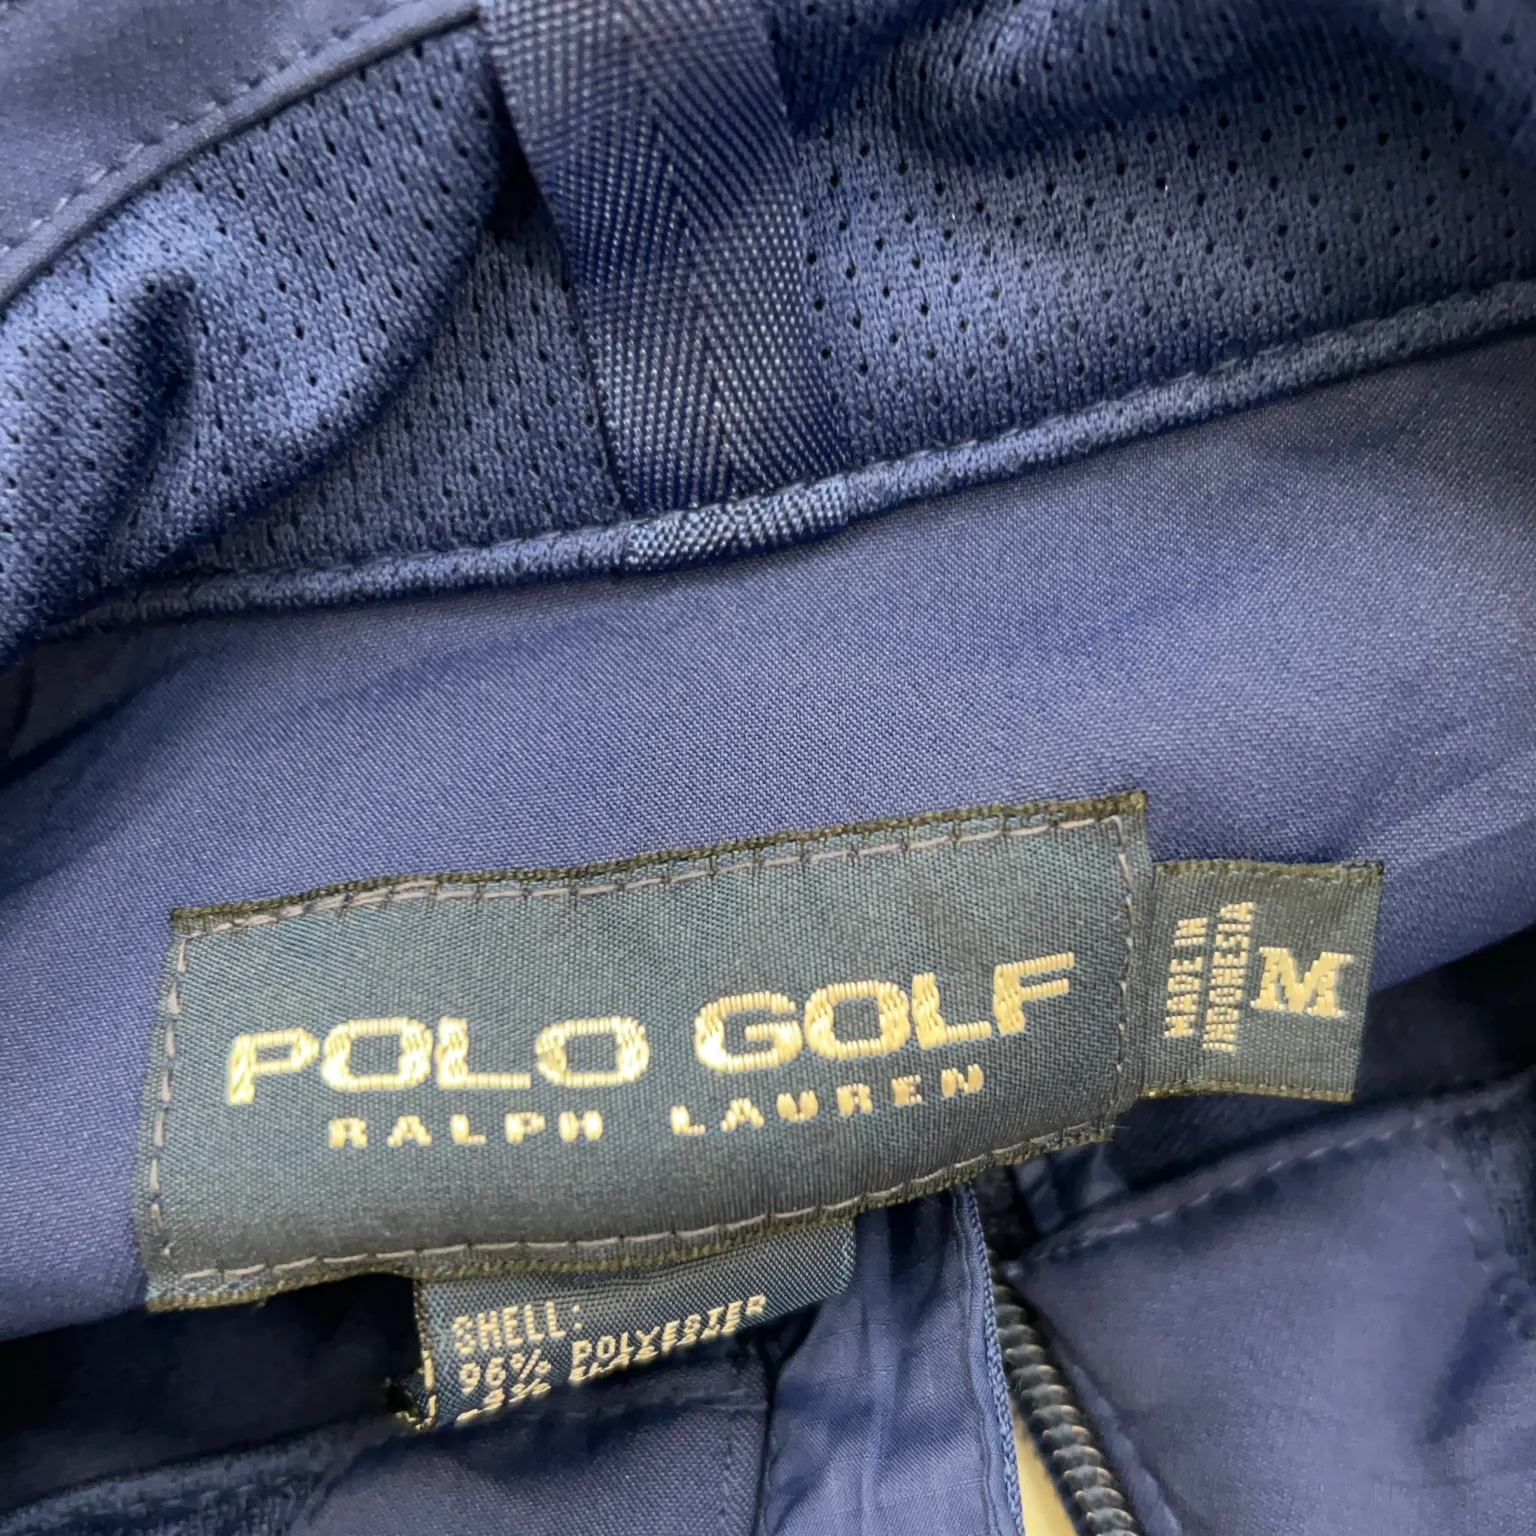 POLO GOLF
RALPH LAUREN
MADE IN
INDONESIA
M
SHELL:
96% POLYESTER